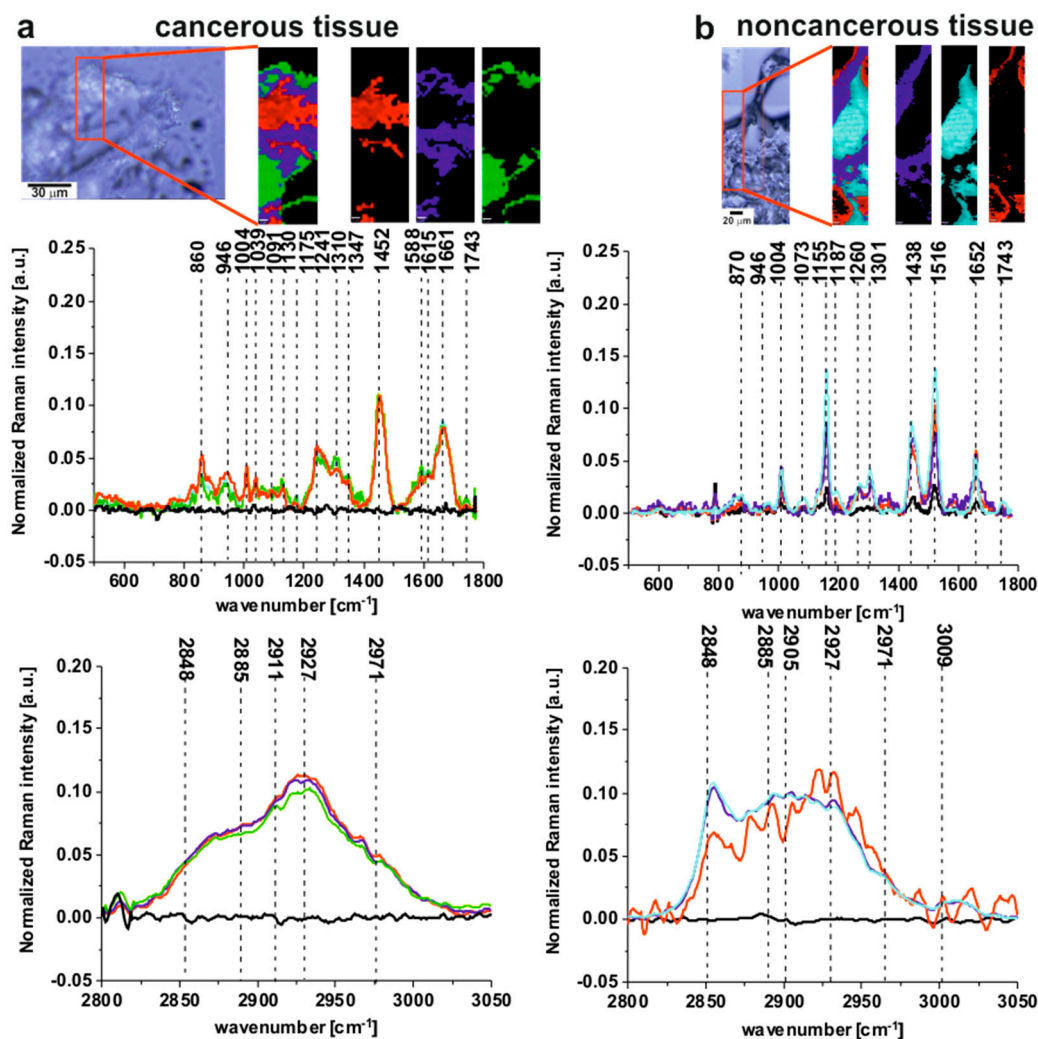 a cancerous tissue
b noncancerous tissue
30 μm
20 μm
860 946 1004 1039 1091 1130 1175 1241 1310 1347 1452 1588 1615 1661 1743
0.25
0.20
0.15
0.10
0.05
0.00
-0.05
Normalized Raman intensity [a.u.]
600 800 1000 1200 1400 1600 1800
wavenumber [cm-1]
870 946 1004 1073 1155 1187 1260 1301 1438 1516 1652 1743
0.25
0.20
0.15
0.10
0.05
0.00
-0.05
Normalized Raman intensity [a.u.]
600 800 1000 1200 1400 1600 1800
wavenumber [cm-1]
2848 2885 2911 2927 2971
0.20
0.15
0.10
0.05
0.00
-0.05
Normalized Raman intensity [a.u.]
2800 2850 2900 2950 3000 3050
wavenumber [cm-1]
2848 2885 2905 2927 2971 3009
0.20
0.15
0.10
0.05
0.00
-0.05
Normalized Raman intensity [a.u.]
2800 2850 2900 2950 3000 3050
wavenumber [cm-1]